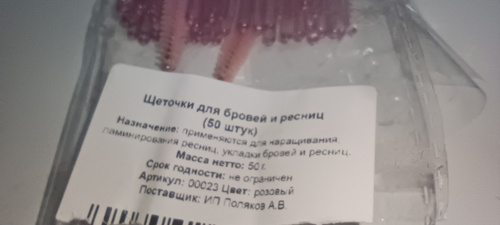 Щеточки для бровей и ресниц
(50 штук)
Назначение: применяются для наращивания,
ламинирования ресниц, укладки бровей и ресниц.
Масса нетто: 50 г.
Срок годности: не ограничен
Артикул: 00023 Цвет: розовый
Поставщик: ИП Поляков А.В.